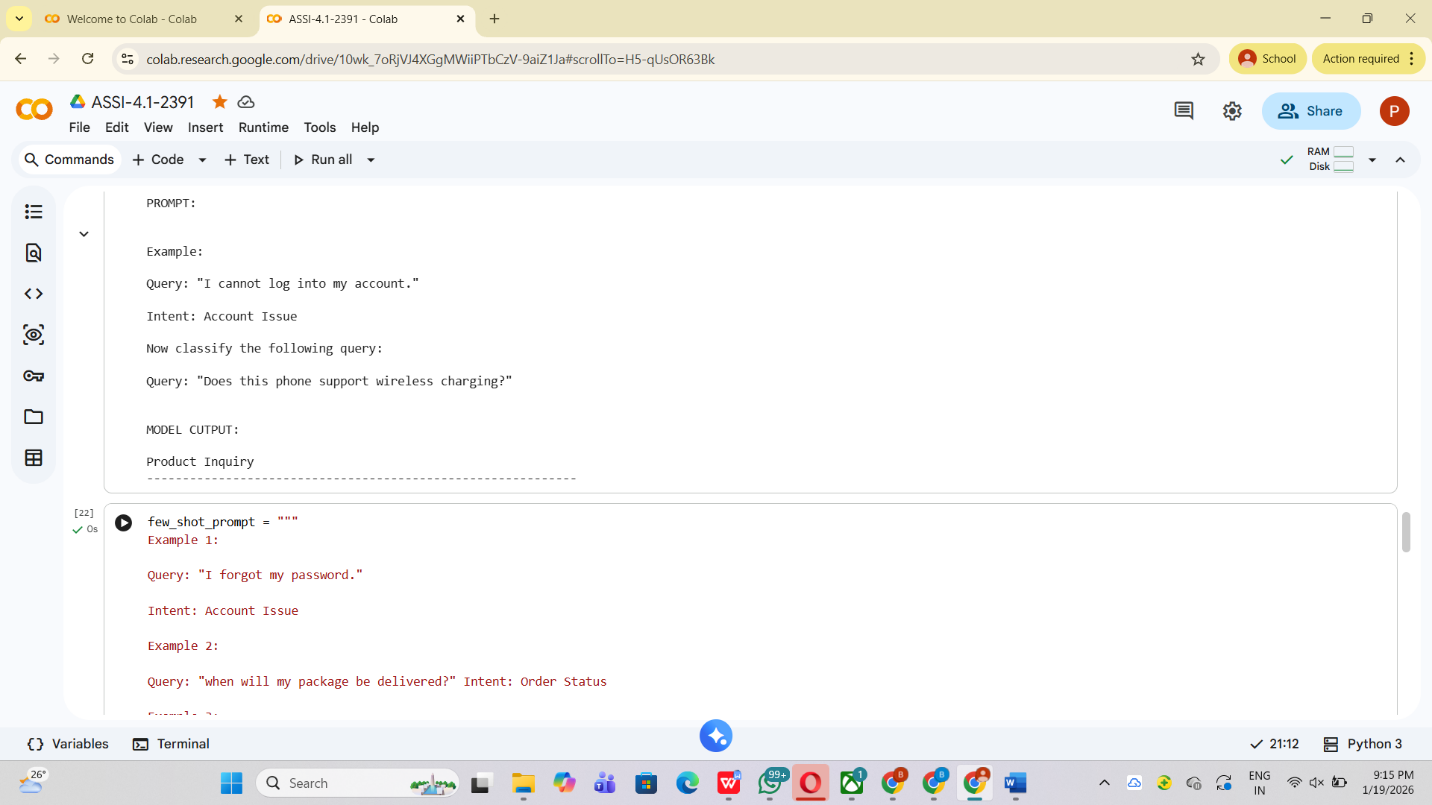 Welcome to Colab - Colab
ASSI-4.1-2391 - Colab
colab.research.google.com/drive/10wk_7oRjVJ4XGgMWiiPTbCzV-9aiZ1Ja#scrollTo=H5-qUsOR63Bk
School
Action required
ASSI-4.1-2391
File Edit View Insert Runtime Tools Help
Share
P
Commands + Code + Text Run all
RAM
Disk
PROMPT:
Example:
Query: "I cannot log into my account."
Intent: Account Issue
Now classify the following query:
Query: "Does this phone support wireless charging?"
MODEL CUTPUT:
Product Inquiry
------------------------------------------------------------
[22]
0s
few_shot_prompt = """
Example 1:
Query: "I forgot my password."
Intent: Account Issue
Example 2:
Query: "when will my package be delivered?" Intent: Order Status
Variables Terminal
21:12 Python 3
26°
Search
99+
1
B
B
ENG
IN
9:15 PM
1/19/2026